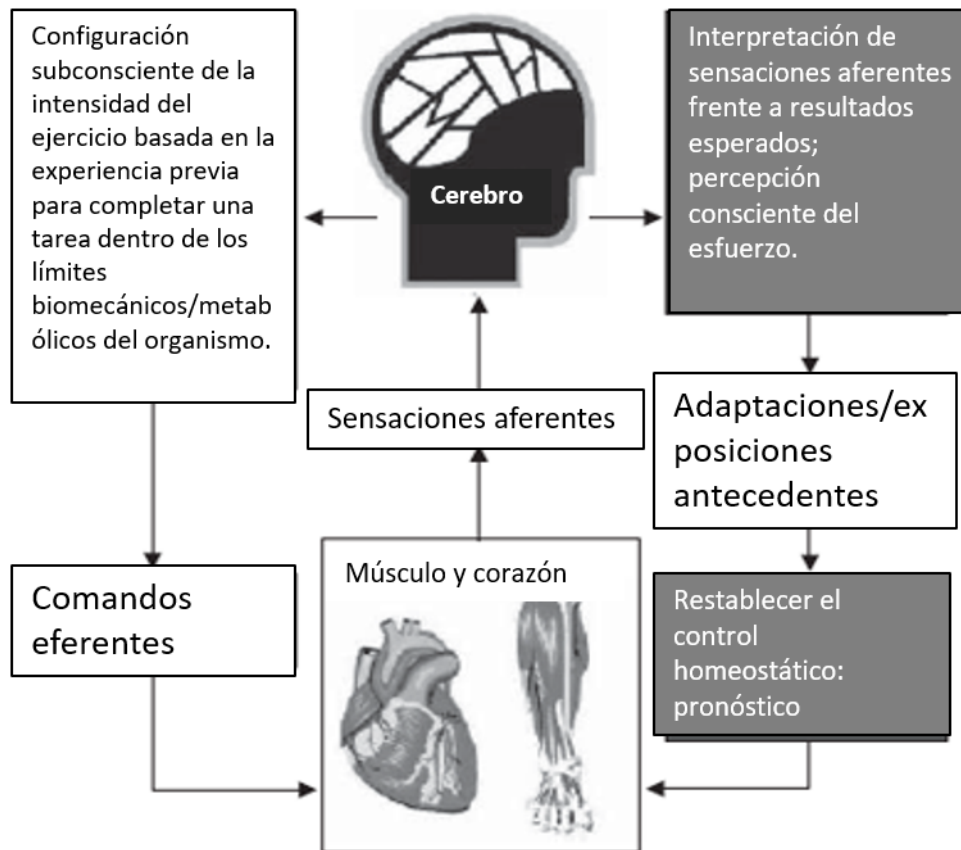 Configuración
subconsciente de la
intensidad del
ejercicio basada en la
experiencia previa
para completar una
tarea dentro de los
límites
biomecánicos/metab
ólicos del organismo.
Cerebro
Interpretación de
sensaciones aferentes
frente a resultados
esperados;
percepción
consciente del
esfuerzo.
Sensaciones aferentes
Adaptaciones/ex
posiciones
antecedentes
Comandos
eferentes
Músculo y corazón
Restablecer el
control
homeostático:
pronóstico